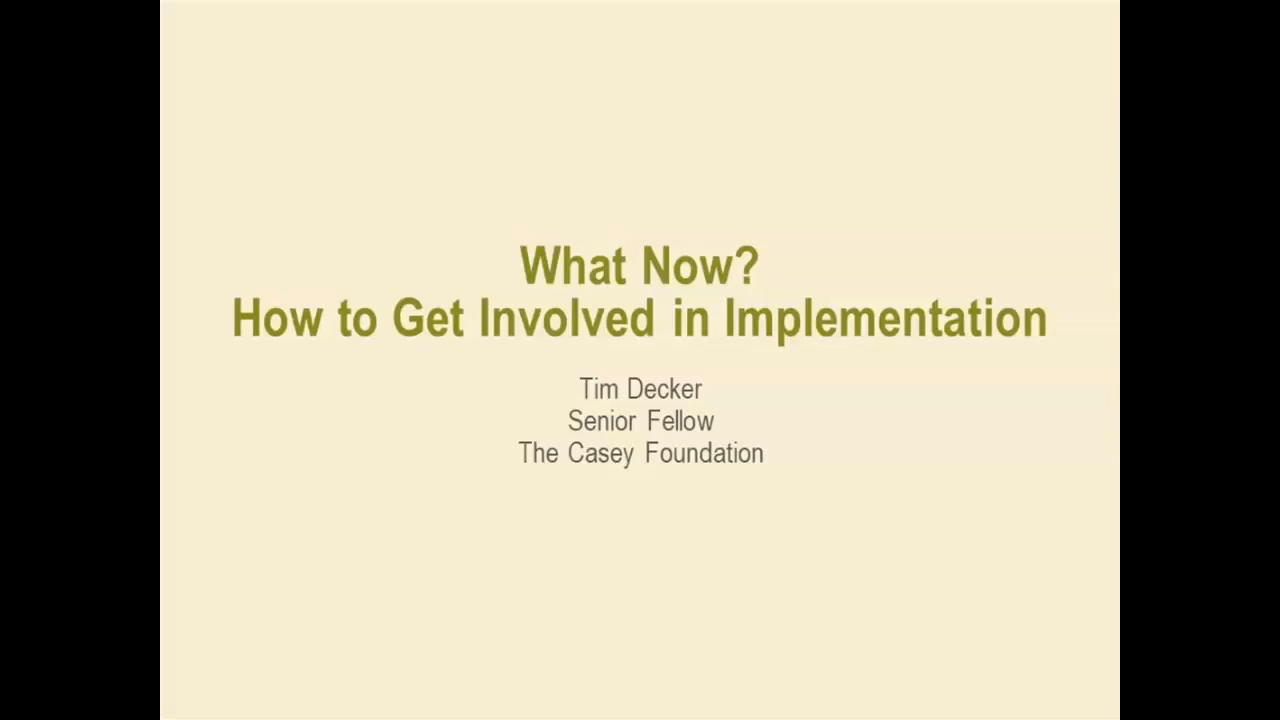 What Now?
How to Get Involved in Implementation
Tim Decker
Senior Fellow
The Casey Foundation